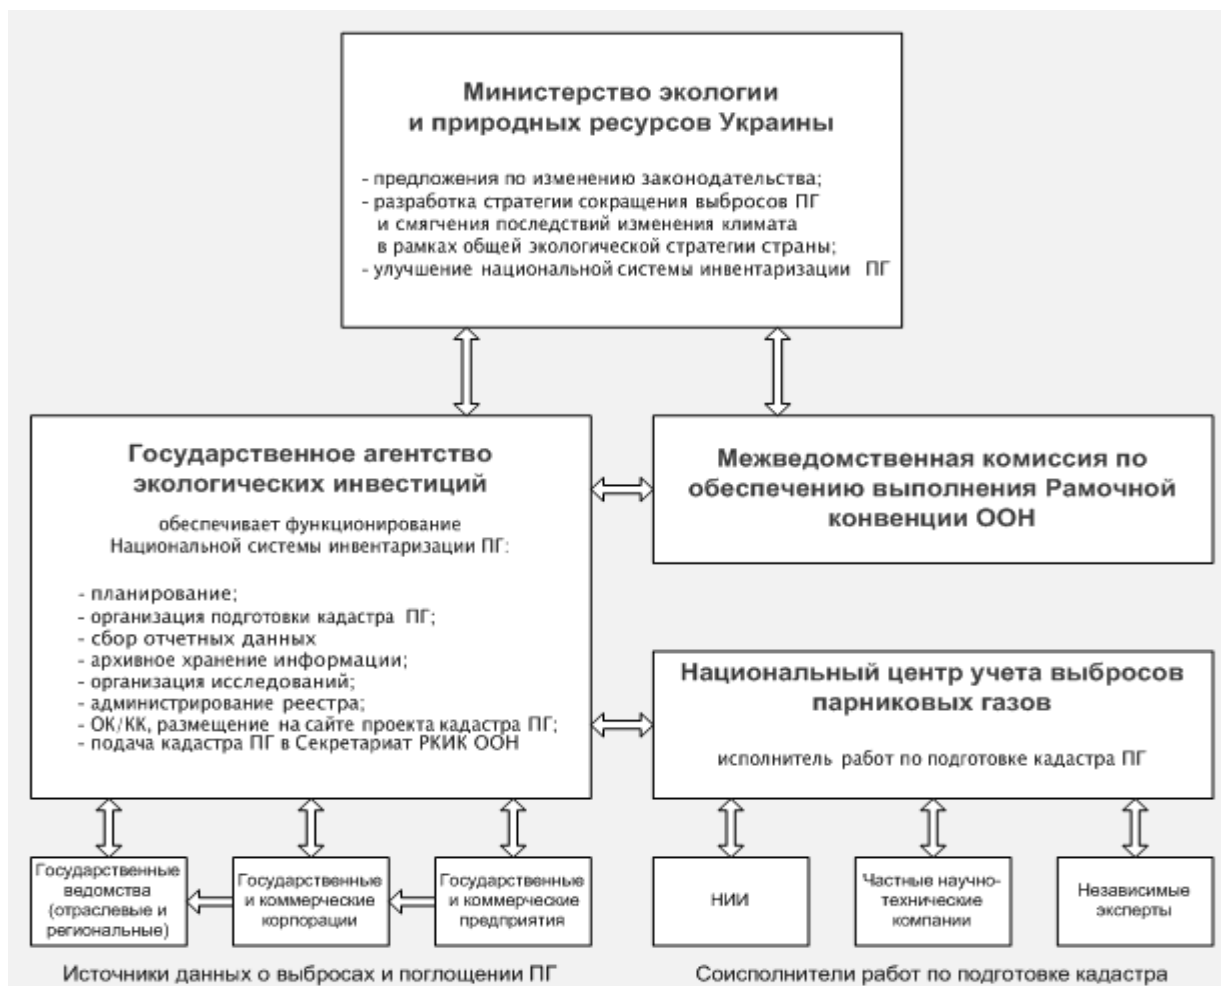 Министерство экологии
и природных ресурсов Украины
- предложения по изменению законодательства;
- разработка стратегии сокращения выбросов ПГ
и смягчения последствий изменения климата
в рамках общей экологической стратегии страны;
- улучшение национальной системы инвентаризации ПГ
Государственное агентство
экологических инвестиций
обеспечивает функционирование
Национальной системы инвентаризации ПГ:
- планирование;
- организация подготовки кадастра ПГ;
- сбор отчетных данных
- архивное хранение информации;
- организация исследований;
- администрирование реестра;
- ОК/КК, размещение на сайте проекта кадастра ПГ;
- подача кадастра ПГ в Секретариат РКИК ООН
Межведомственная комиссия по
обеспечению выполнения Рамочной
конвенции ООН
Национальный центр учета выбросов
парниковых газов
исполнитель работ по подготовке кадастра ПГ
Государственные
ведомства
(отраслевые и
региональные)
Государственные
и коммерческие
корпорации
Государственные
и коммерческие
предприятия
НИИ
Частные научно-
технические
компании
Независимые
эксперты
Источники данных о выбросах и поглощении ПГ
Соисполнители работ по подготовке кадастра